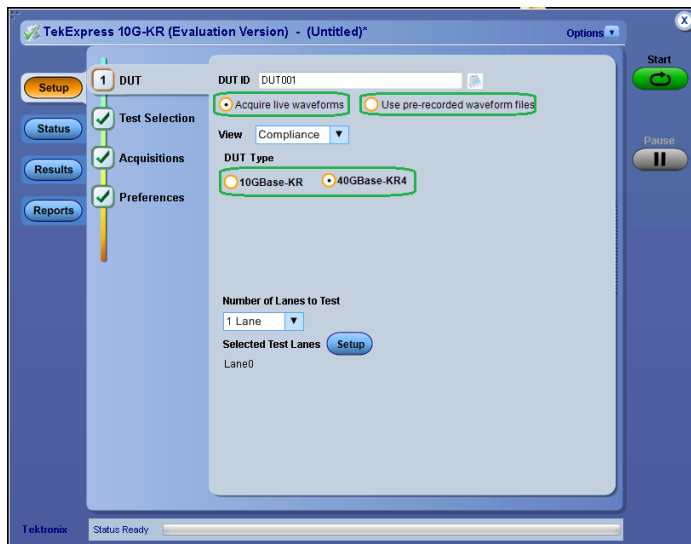 TekExpress 10G-KR (Evaluation Version) - (Untitled)*
Options
x
Start
Setup
1 DUT
DUT ID DUT001
Acquire live waveforms Use pre-recorded waveform files
Status
Test Selection
View Compliance
Pause
Results
Acquisitions
DUT Type
10GBase-KR 40GBase-KR4
Reports
Preferences
Number of Lanes to Test
1 Lane
Selected Test Lanes Setup
Lane0
Tektronix Status Ready